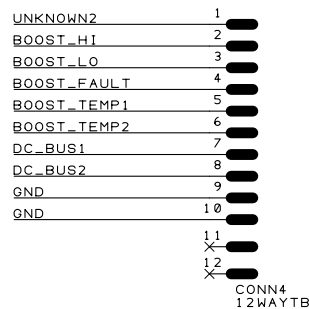 UNKNOWN2 1
BOOST_HI 2
BOOST_LO 3
BOOST_FAULT 4
BOOST_TEMP1 5
BOOST_TEMP2 6
DC_BUS1 7
DC_BUS2 8
GND 9
GND 10
11
12
CONN4
12WAYTB